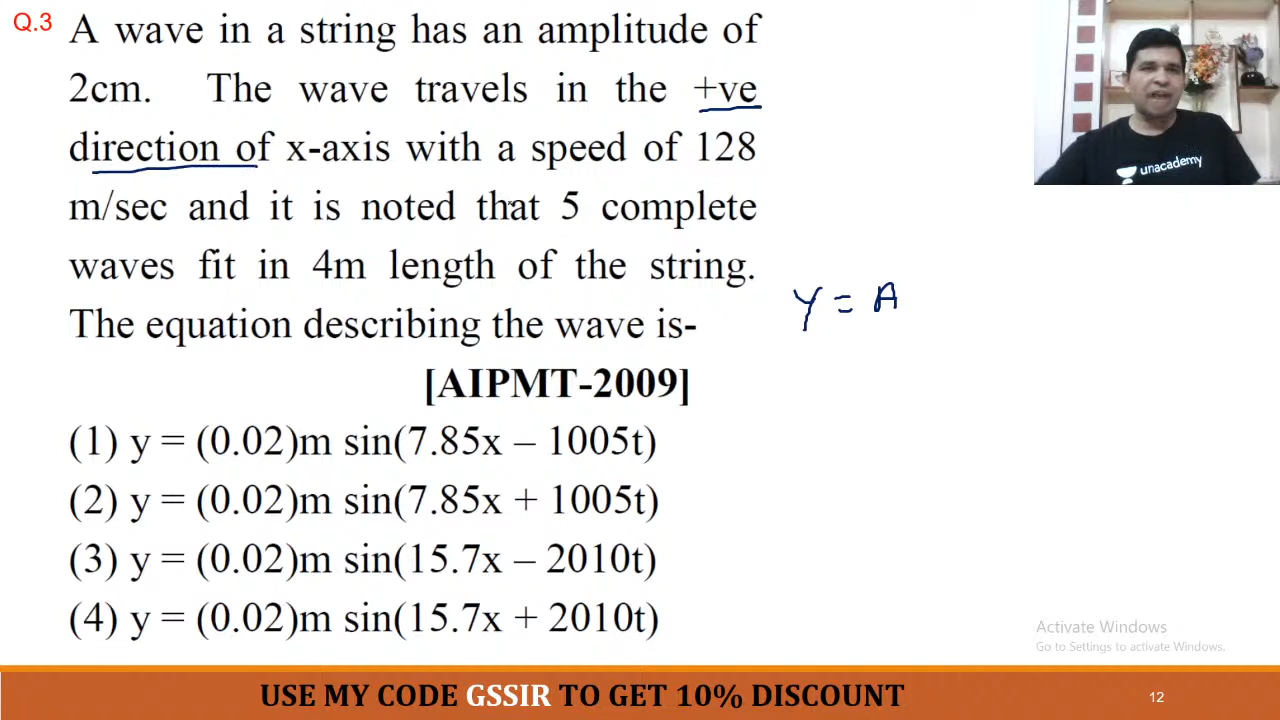 Q.3
A wave in a string has an amplitude of
2cm. The wave travels in the +ve
direction of x-axis with a speed of 128
m/sec and it is noted that 5 complete
waves fit in 4m length of the string.
The equation describing the wave is-
[AIPMT-2009]
(1) y = (0.02)m sin(7.85x – 1005t)
(2) y = (0.02)m sin(7.85x + 1005t)
(3) y = (0.02)m sin(15.7x – 2010t)
(4) y = (0.02)m sin(15.7x + 2010t)
Y = A
unacademy
Activate Windows
Go to Settings to activate Windows.
USE MY CODE GSSIR TO GET 10% DISCOUNT
12